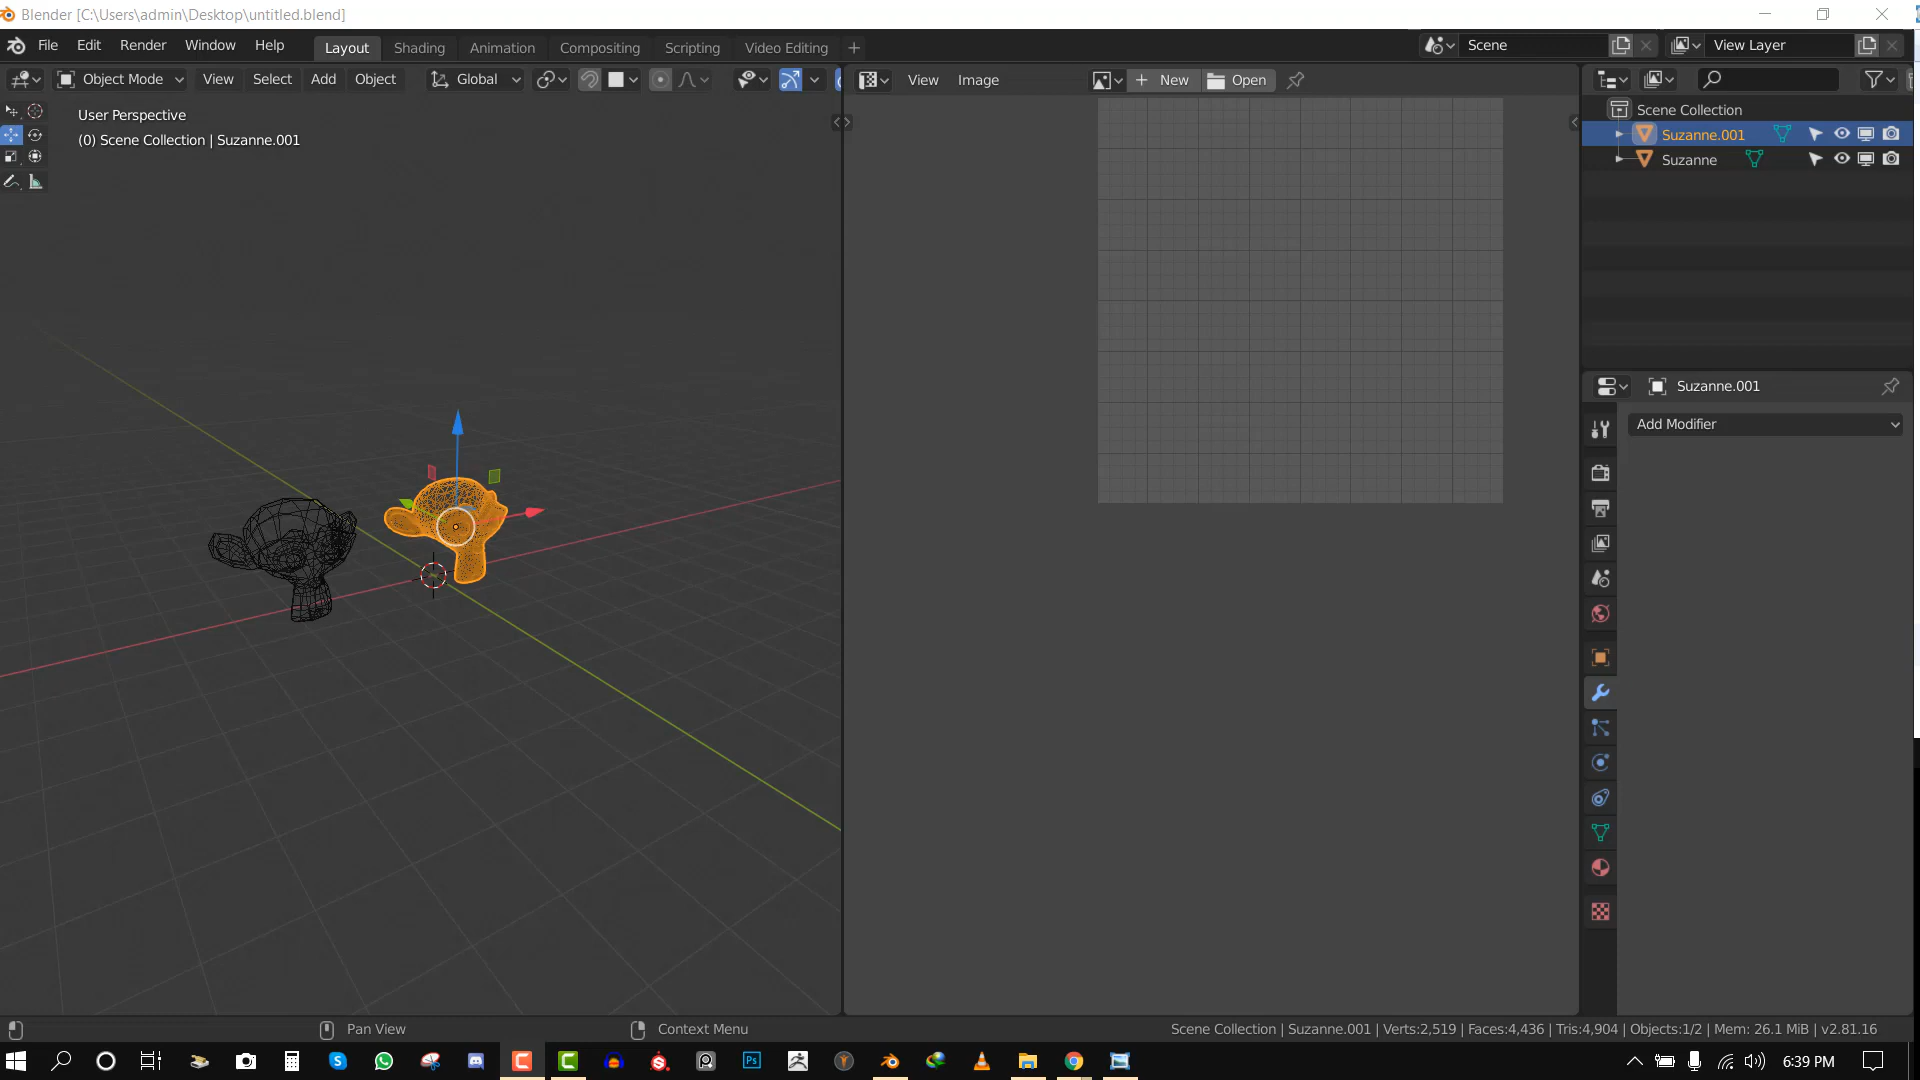 Blender [C:\Users\admin\Desktop\untitled.blend]
File Edit Render Window Help
Layout Shading Animation Compositing Scripting Video Editing
Scene
View Layer
Object Mode View Select Add Object Global
View Image New Open
User Perspective
(0) Scene Collection | Suzanne.001
Scene Collection
Suzanne.001
Suzanne
Suzanne.001
Add Modifier
Pan View
Context Menu
Scene Collection | Suzanne.001 | Verts:2,519 | Faces:4,436 | Tris:4,904 | Objects:1/2 | Mem: 26.1 MiB | v2.81.16
Ps
6:39 PM